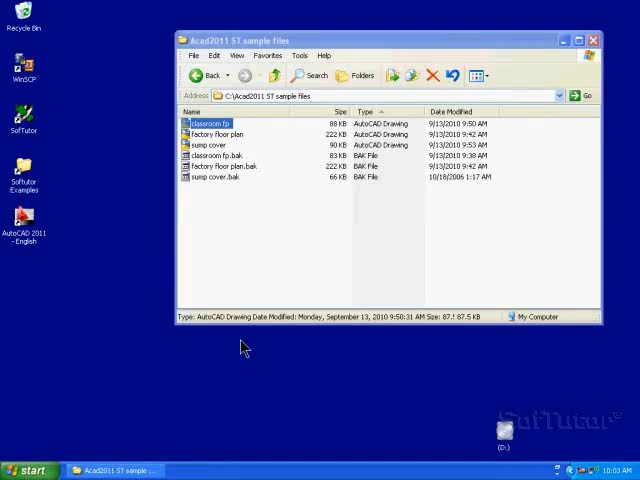 Recycle Bin
WinSCP
SofTutor
Softutor
Examples
AutoCAD 2011
- English
Acad2011 ST sample files
File Edit View Favorites Tools Help
Back Search Folders
Address C:\Acad2011 ST sample files Go
Name Size Type Date Modified
classroom fp 88 KB AutoCAD Drawing 9/13/2010 9:50 AM
factory floor plan 222 KB AutoCAD Drawing 9/13/2010 9:42 AM
sump cover 90 KB AutoCAD Drawing 9/13/2010 9:53 AM
classroom fp.bak 83 KB BAK File 9/13/2010 9:38 AM
factory floor plan.bak 222 KB BAK File 9/13/2010 9:42 AM
sump cover.bak 66 KB BAK File 10/18/2006 1:17 AM
Type: AutoCAD Drawing Date Modified: Monday, September 13, 2010 9:50:31 AM Size: 87.! 87.5 KB My Computer
SofTutor®
(D:)
start Acad2011 ST sample ... 10:03 AM